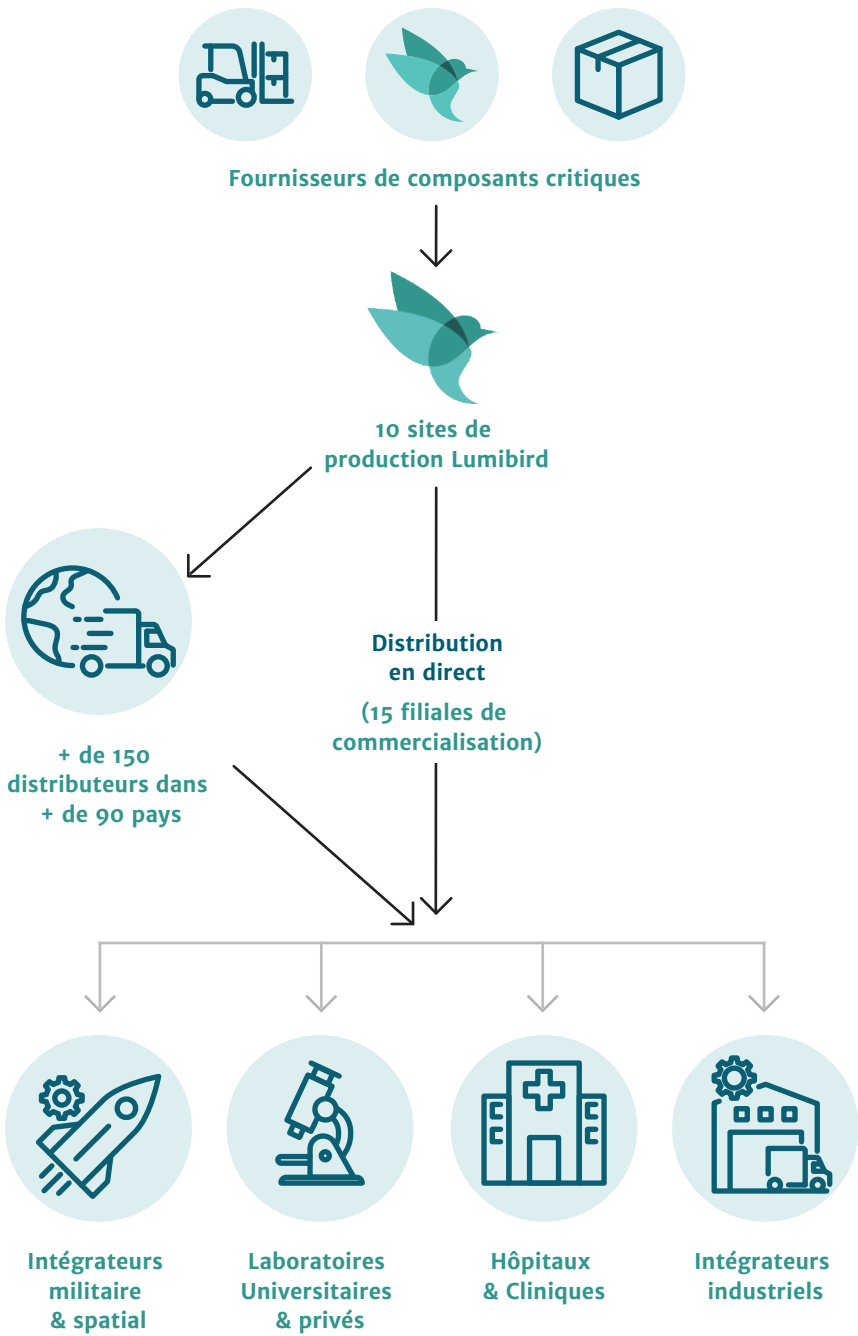 Fournisseurs de composants critiques
10 sites de
production Lumibird
Distribution
en direct
(15 filiales de
commercialisation)
+ de 150
distributeurs dans
+ de 90 pays
Intégrateurs
militaire
& spatial
Laboratoires
Universitaires
& privés
Hôpitaux
& Cliniques
Intégrateurs
industriels